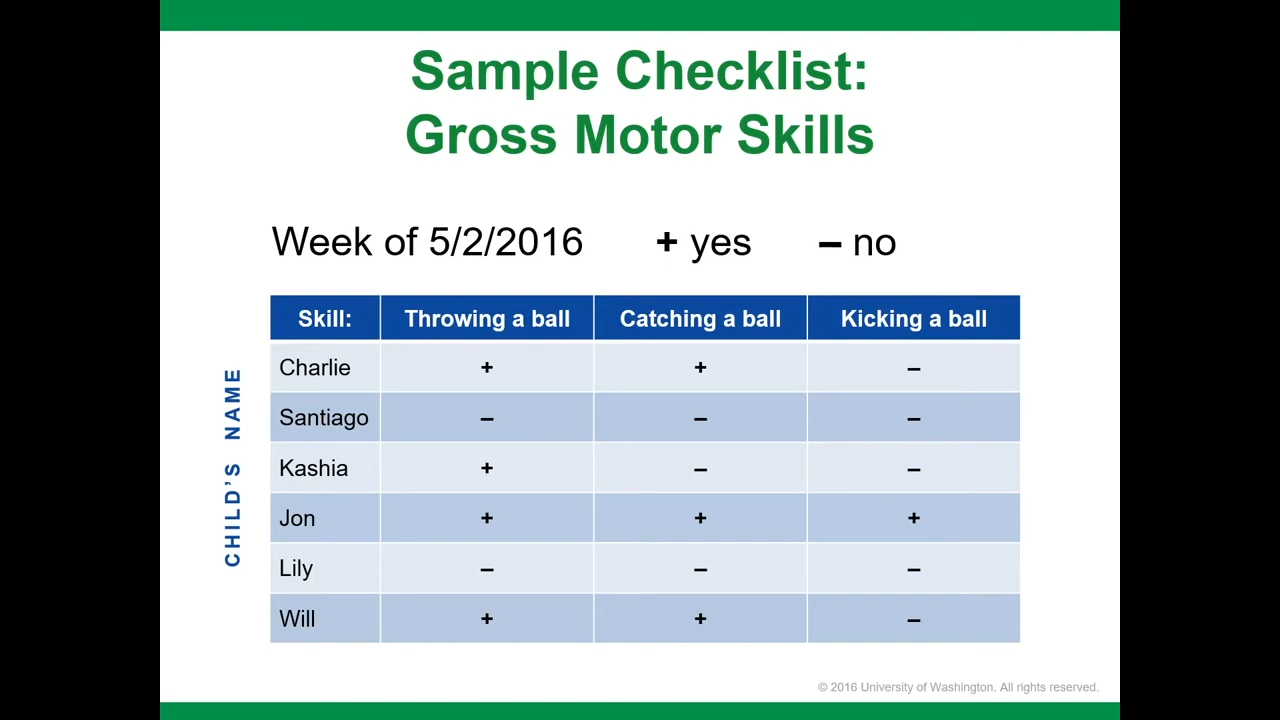 Sample Checklist:
Gross Motor Skills
Week of 5/2/2016 + yes – no
CHILD’S NAME
Skill: Throwing a ball Catching a ball Kicking a ball
Charlie + + –
Santiago – – –
Kashia + – –
Jon + + +
Lily – – –
Will + + –
© 2016 University of Washington. All rights reserved.